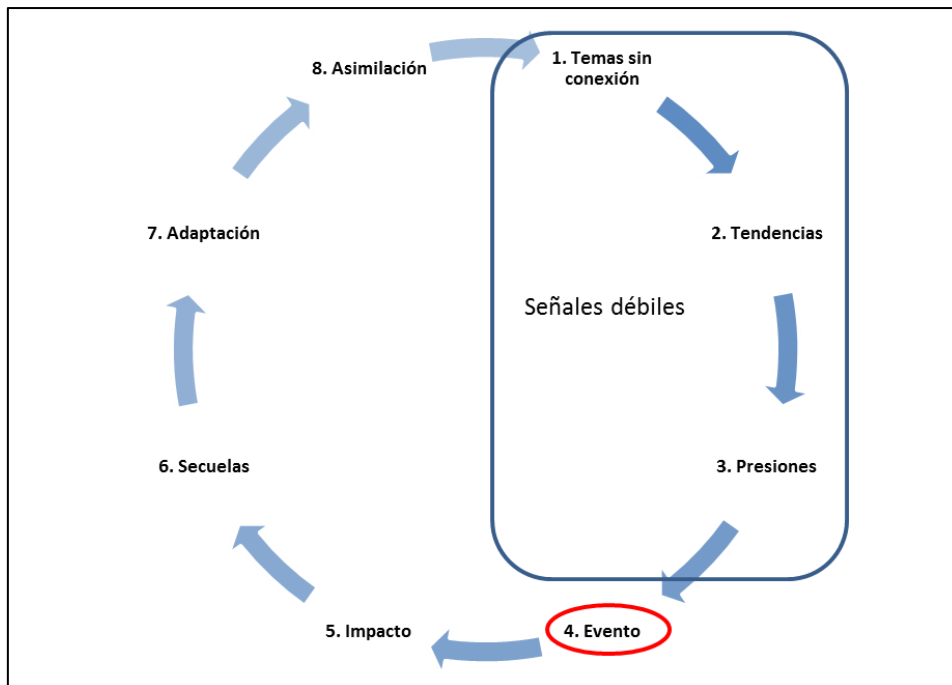 1. Temas sin
conexión
2. Tendencias
3. Presiones
4. Evento
5. Impacto
6. Secuelas
7. Adaptación
8. Asimilación
Señales débiles